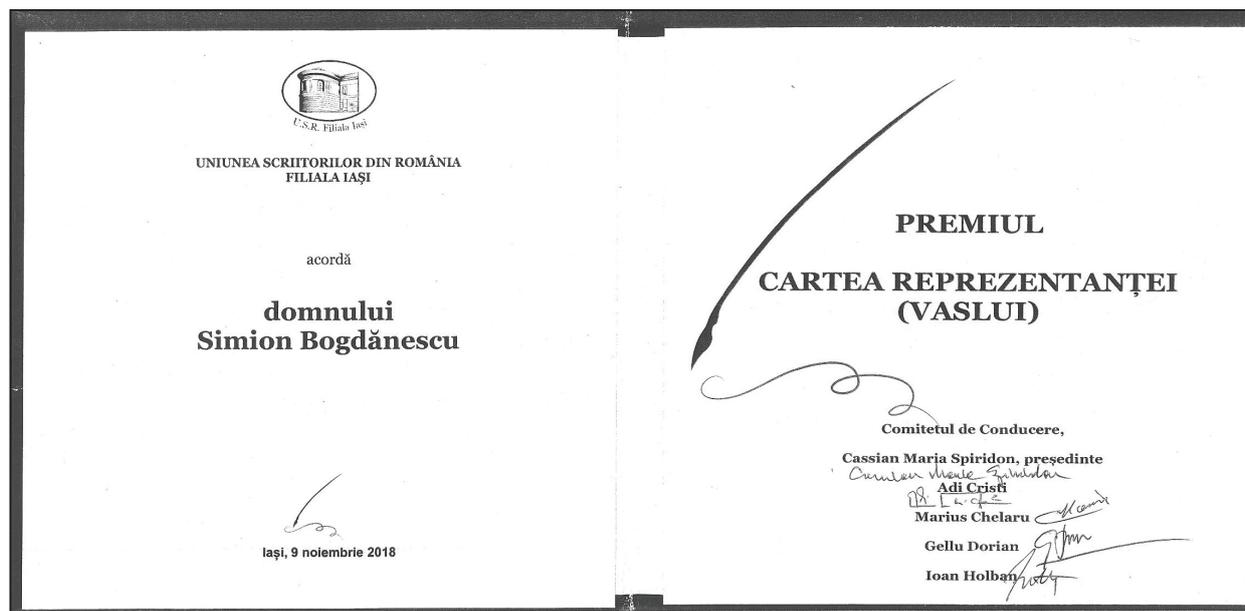 U.S.R. Filiala Iași
UNIUNEA SCRIITORILOR DIN ROMÂNIA
FILIALA IAȘI
acordă
domnului
Simion Bogdănescu
Iași, 9 noiembrie 2018
PREMIUL
CARTEA REPREZENTANȚEI
(VASLUI)
Comitetul de Conducere,
Cassian Maria Spiridon, președinte
Adi Cristi
Marius Chelaru
Gellu Dorian
Ioan Holban